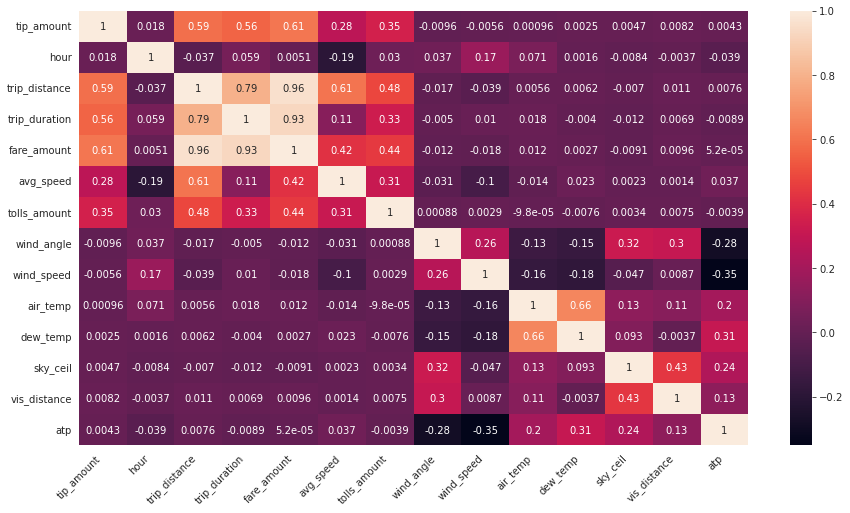 tip_amount 1 0.018 0.59 0.56 0.61 0.28 0.35 -0.0096 -0.0056 0.00096 0.0025 0.0047 0.0082 0.0043
hour 0.018 1 -0.037 0.059 0.0051 -0.19 0.03 0.037 0.17 0.071 0.0016 -0.0084 -0.0037 -0.039
trip_distance 0.59 -0.037 1 0.79 0.96 0.61 0.48 -0.017 -0.039 0.0056 0.0062 -0.007 0.011 0.0076
trip_duration 0.56 0.059 0.79 1 0.93 0.11 0.33 -0.005 0.01 0.018 -0.004 -0.012 0.0069 -0.0089
fare_amount 0.61 0.0051 0.96 0.93 1 0.42 0.44 -0.012 -0.018 0.012 0.0027 -0.0091 0.0096 5.2e-05
avg_speed 0.28 -0.19 0.61 0.11 0.42 1 0.31 -0.031 -0.1 -0.014 0.023 0.0023 0.0014 0.037
tolls_amount 0.35 0.03 0.48 0.33 0.44 0.31 1 0.00088 0.0029 -9.8e-05 -0.0076 0.0034 0.0075 -0.0039
wind_angle -0.0096 0.037 -0.017 -0.005 -0.012 -0.031 0.00088 1 0.26 -0.13 -0.15 0.32 0.3 -0.28
wind_speed -0.0056 0.17 -0.039 0.01 -0.018 -0.1 0.0029 0.26 1 -0.16 -0.18 -0.047 0.0087 -0.35
air_temp 0.00096 0.071 0.0056 0.018 0.012 -0.014 -9.8e-05 -0.13 -0.16 1 0.66 0.13 0.11 0.2
dew_temp 0.0025 0.0016 0.0062 -0.004 0.0027 0.023 -0.0076 -0.15 -0.18 0.66 1 0.093 -0.0037 0.31
sky_ceil 0.0047 -0.0084 -0.007 -0.012 -0.0091 0.0023 0.0034 0.32 -0.047 0.13 0.093 1 0.43 0.24
vis_distance 0.0082 -0.0037 0.011 0.0069 0.0096 0.0014 0.0075 0.3 0.0087 0.11 -0.0037 0.43 1 0.13
atp 0.0043 -0.039 0.0076 -0.0089 5.2e-05 0.037 -0.0039 -0.28 -0.35 0.2 0.31 0.24 0.13 1
tip_amount hour trip_distance trip_duration fare_amount avg_speed tolls_amount wind_angle wind_speed air_temp dew_temp sky_ceil vis_distance atp
1.0
0.8
0.6
0.4
0.2
0.0
−0.2